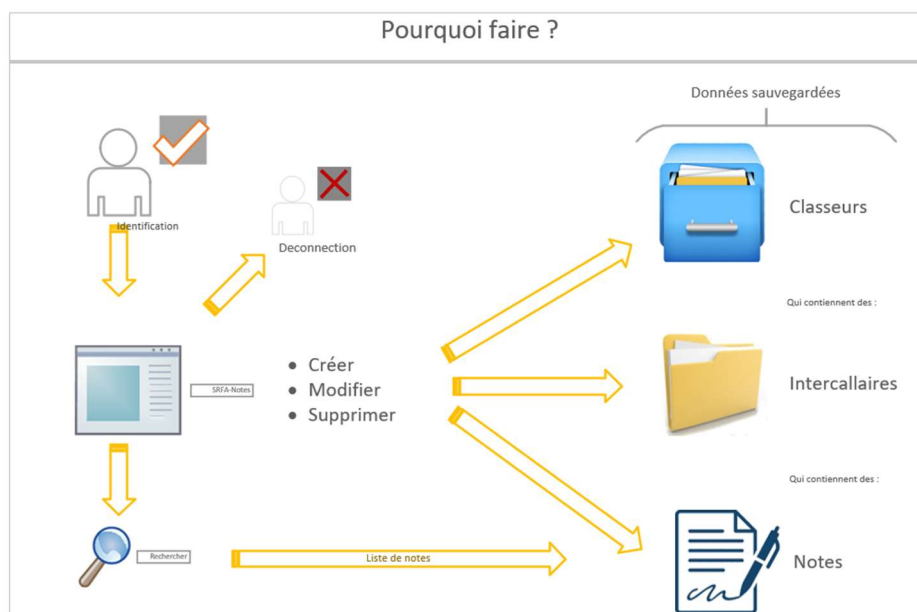 Pourquoi faire ?
Données sauvegardées
Identification
Deconnection
Classeurs
Qui contiennent des :
SRFA-Notes
Créer
Modifier
Supprimer
Intercallaires
Qui contiennent des :
Rechercher
Liste de notes
Notes